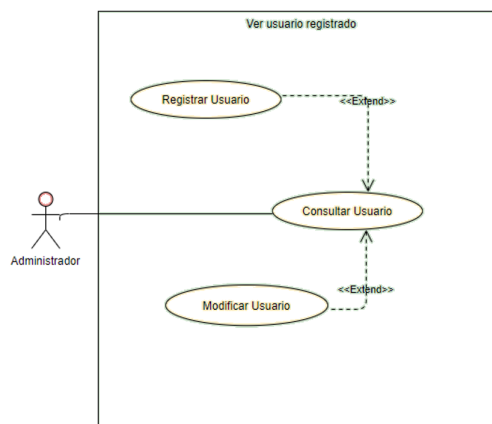 Ver usuario registrado
Registrar Usuario
<<Extend>>
Consultar Usuario
Administrador
<<Extend>>
Modificar Usuario